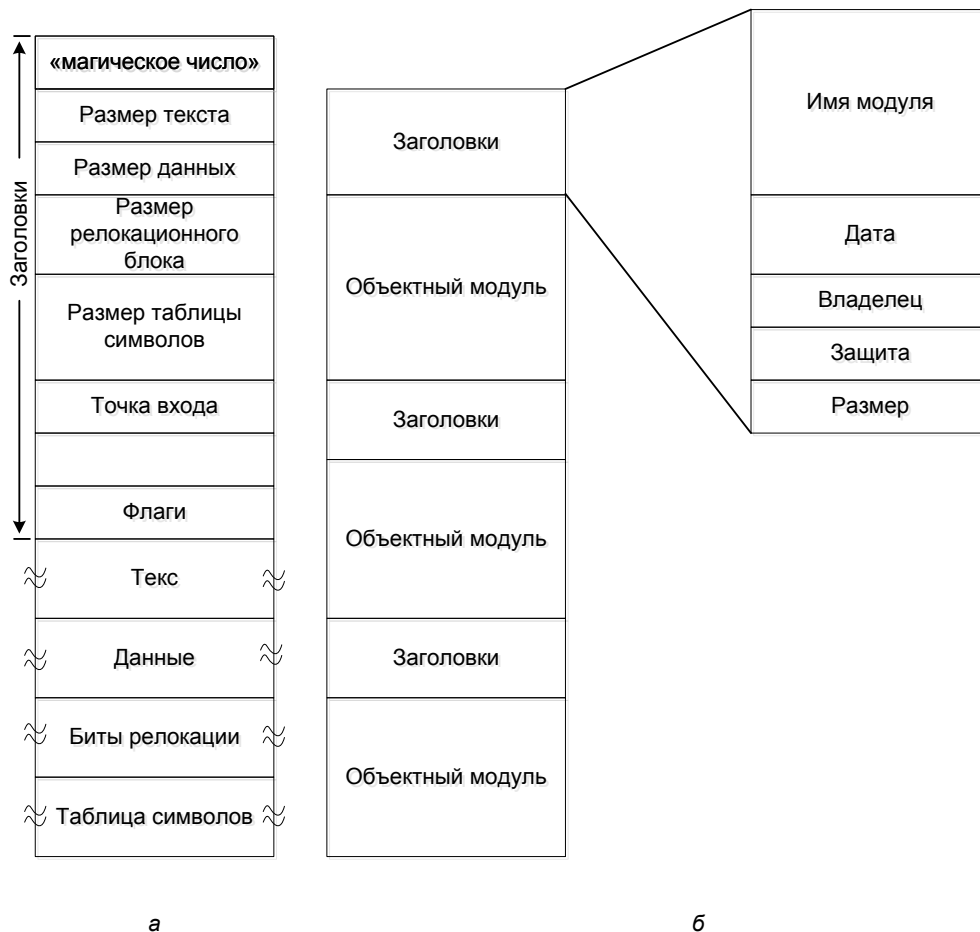 Заголовки
«магическое число»
Размер текста
Размер данных
Размер
релокационного
блока
Размер таблицы
символов
Точка входа
Флаги
Текс
Данные
Биты релокации
Таблица символов
а
Заголовки
Объектный модуль
Заголовки
Объектный модуль
Заголовки
Объектный модуль
Имя модуля
Дата
Владелец
Защита
Размер
б